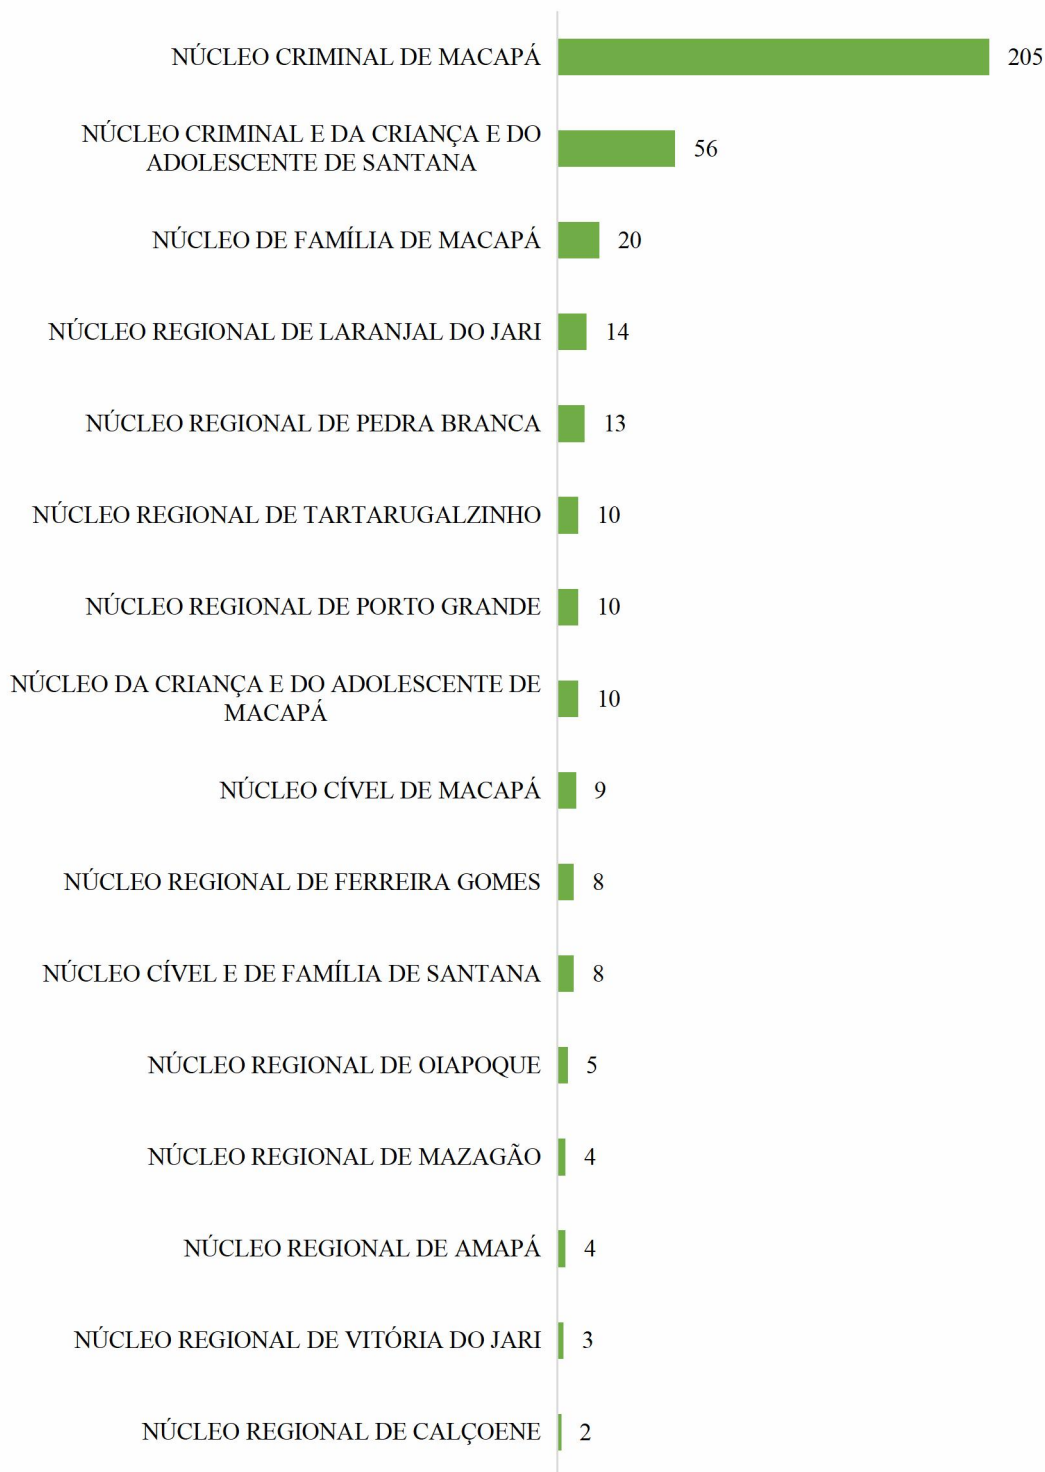 NÚCLEO CRIMINAL DE MACAPÁ 205
NÚCLEO CRIMINAL E DA CRIANÇA E DO
ADOLESCENTE DE SANTANA 56
NÚCLEO DE FAMÍLIA DE MACAPÁ 20
NÚCLEO REGIONAL DE LARANJAL DO JARI 14
NÚCLEO REGIONAL DE PEDRA BRANCA 13
NÚCLEO REGIONAL DE TARTARUGALZINHO 10
NÚCLEO REGIONAL DE PORTO GRANDE 10
NÚCLEO DA CRIANÇA E DO ADOLESCENTE DE
MACAPÁ 10
NÚCLEO CÍVEL DE MACAPÁ 9
NÚCLEO REGIONAL DE FERREIRA GOMES 8
NÚCLEO CÍVEL E DE FAMÍLIA DE SANTANA 8
NÚCLEO REGIONAL DE OIAPOQUE 5
NÚCLEO REGIONAL DE MAZAGÃO 4
NÚCLEO REGIONAL DE AMAPÁ 4
NÚCLEO REGIONAL DE VITÓRIA DO JARI 3
NÚCLEO REGIONAL DE CALÇOENE 2